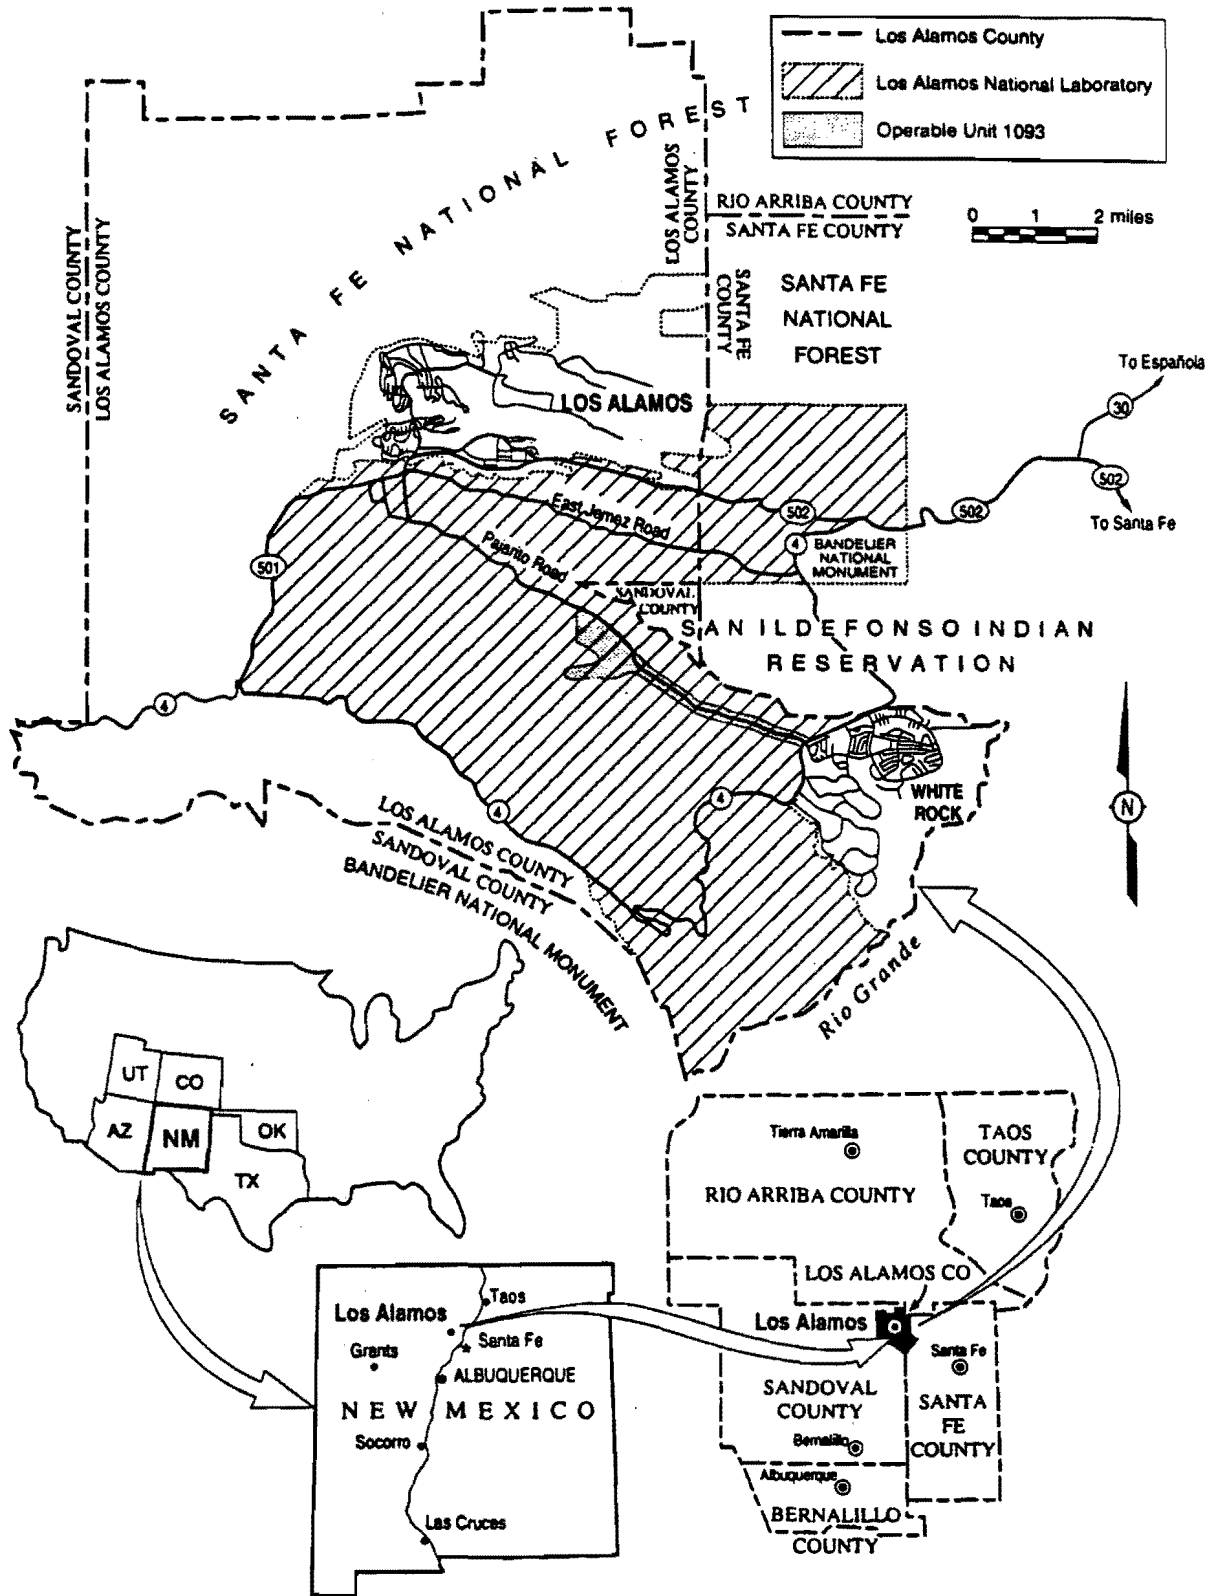 Los Alamos County
Los Alamos National Laboratory
Operable Unit 1093
SANTA FE NATIONAL FOREST
LOS ALAMOS
COUNTY
RIO ARRIBA COUNTY
SANTA FE COUNTY
0 1 2 miles
SANDOVAL COUNTY
LOS ALAMOS COUNTY
SANTA FE
COUNTY
SANTA FE
NATIONAL
FOREST
To Española
30
LOS ALAMOS
502
To Santa Fe
502
502
East Jemez Road
4
BANDELIER
NATIONAL
MONUMENT
Pajarito Road
501
SANDOVAL
COUNTY
SAN ILDEFONSO INDIAN
RESERVATION
4
N
WHITE
ROCK
4
4
LOS ALAMOS COUNTY
SANDOVAL COUNTY
BANDELIER NATIONAL MONUMENT
Rio Grande
UT
CO
AZ
NM
OK
TX
Tierra Amarilla
TAOS
COUNTY
RIO ARRIBA COUNTY
Taos
LOS ALAMOS CO
Los Alamos
Santa Fe
SANDOVAL
COUNTY
SANTA
FE
COUNTY
Bernalillo
Albuquerque
BERNALILLO
COUNTY
Taos
Los Alamos
Santa Fe
Grants
ALBUQUERQUE
NEW MEXICO
Socorro
Las Cruces